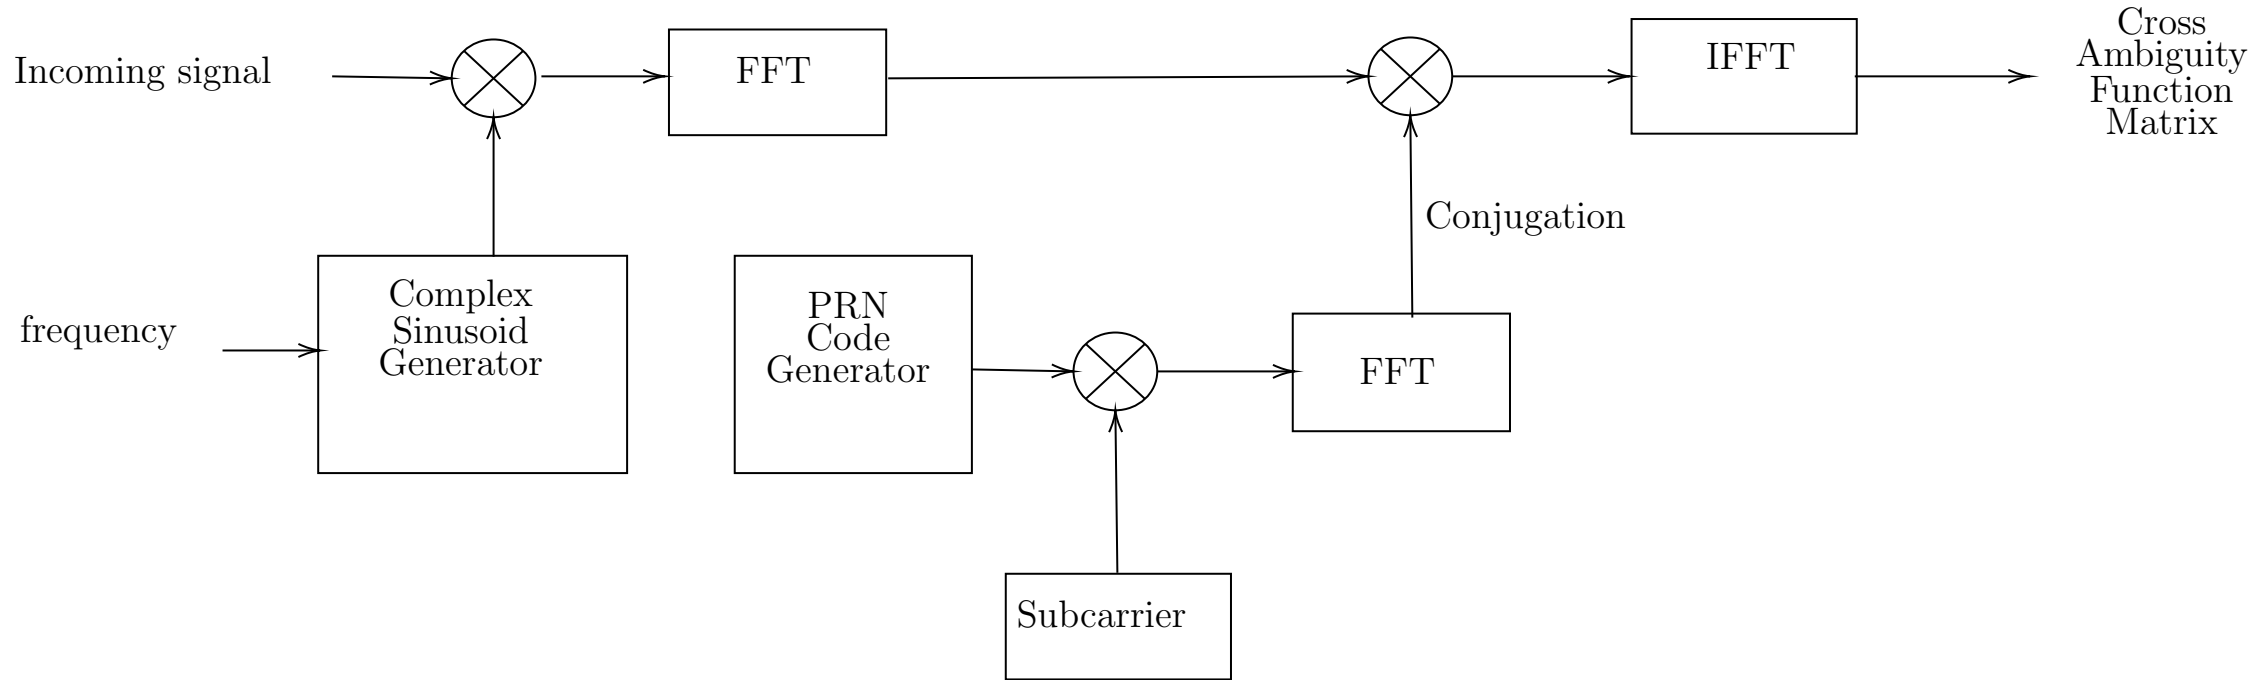 Incoming signal
FFT
IFFT
Cross
Ambiguity
Function
Matrix
Conjugation
frequency
Complex
Sinusoid
Generator
PRN
Code
Generator
FFT
Subcarrier